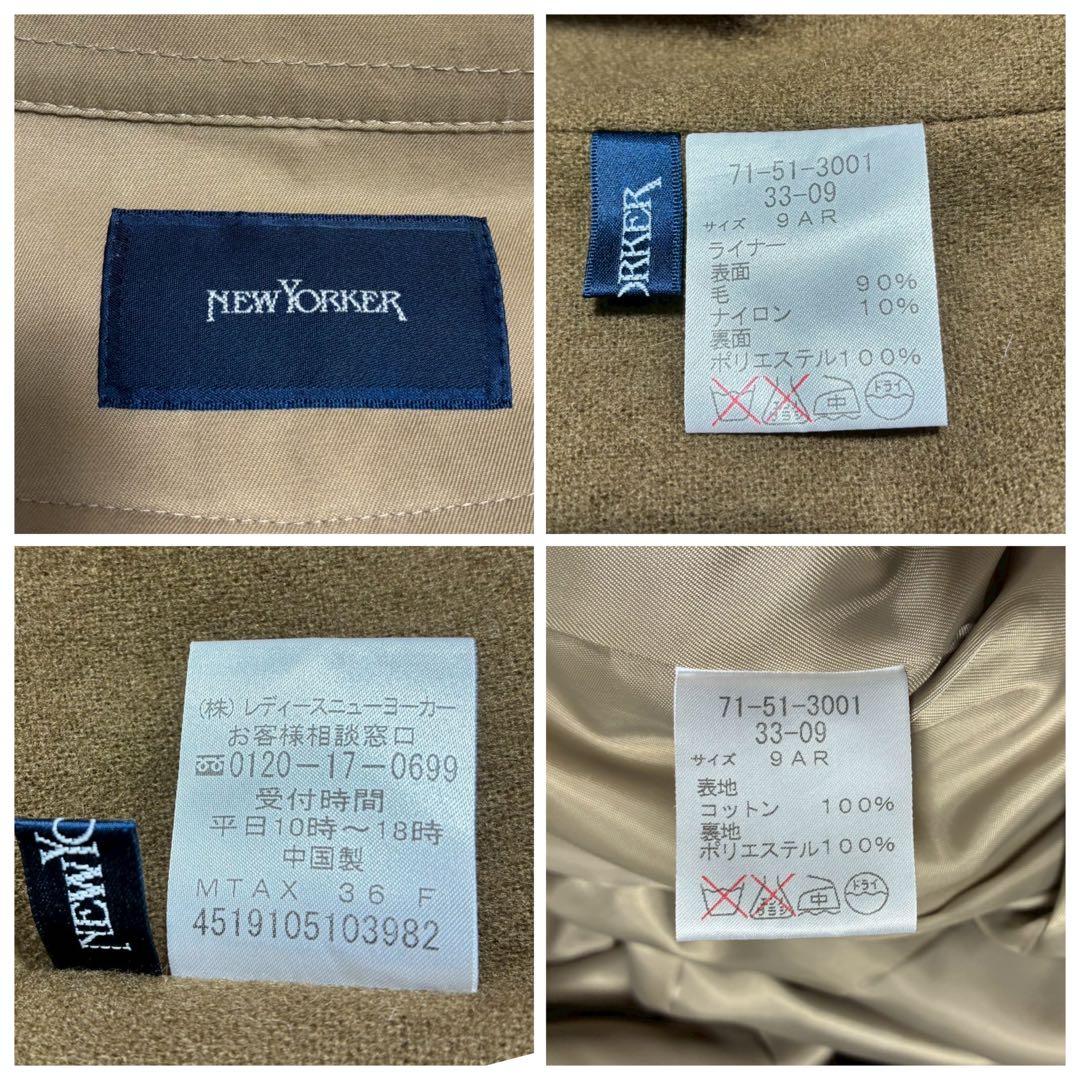 NEWYORKER
ORKER
71-51-3001
33-09
サイズ 9AR
ライナー
表面
毛 90%
ナイロン 10%
裏面
ポリエステル100%
中 ドライ
NEWYO
(株)レディースニューヨーカー
お客様相談窓口
0120-17-0699
受付時間
平日10時~18時
中国製
MTAX 36 F
4519105103982
71-51-3001
33-09
サイズ 9AR
表地
コットン 100%
裏地
ポリエステル100%
中 ドライ